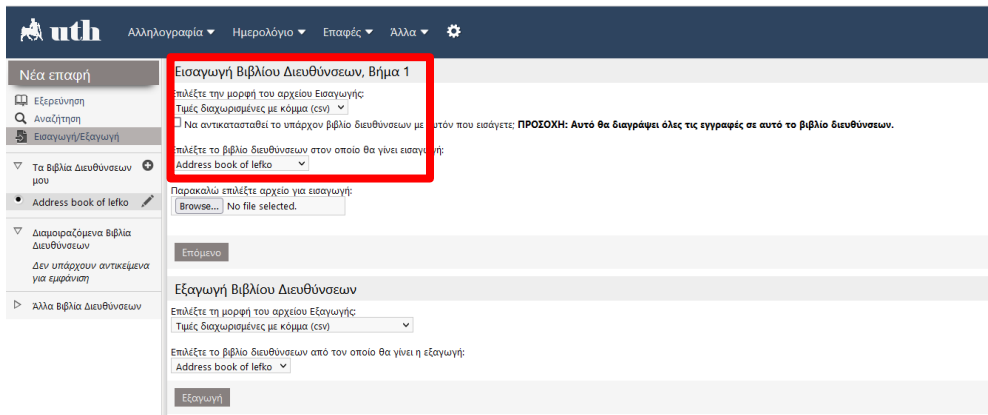 uth
Αλληλογραφία Ημερολόγιο Επαφές Άλλα
Νέα επαφή
Εξερεύνηση
Αναζήτηση
Εισαγωγή/Εξαγωγή
Τα Βιβλία Διευθύνσεων
μου
Address book of lefko
Διαμοιραζόμενα Βιβλία
Διευθύνσεων
Δεν υπάρχουν αντικείμενα
για εμφάνιση
Άλλα Βιβλία Διευθύνσεων
Εισαγωγή Βιβλίου Διευθύνσεων, Βήμα 1
Επιλέξτε την μορφή του αρχείου Εισαγωγής:
Τιμές διαχωρισμένες με κόμμα (csv)
Να αντικατασταθεί το υπάρχον βιβλίο διευθύνσεων με αυτόν που εισάγετε; ΠΡΟΣΟΧΗ: Αυτό θα διαγράψει όλες τις εγγραφές σε αυτό το βιβλίο διευθύνσεων.
Επιλέξτε το βιβλίο διευθύνσεων στον οποίο θα γίνει εισαγωγή:
Address book of lefko
Παρακαλώ επιλέξτε αρχείο για εισαγωγή:
Browse... No file selected.
Επόμενο
Εξαγωγή Βιβλίου Διευθύνσεων
Επιλέξτε τη μορφή του αρχείου Εξαγωγής:
Τιμές διαχωρισμένες με κόμμα (csv)
Επιλέξτε το βιβλίο διευθύνσεων από τον οποίο θα γίνει η εξαγωγή:
Address book of lefko
Εξαγωγή